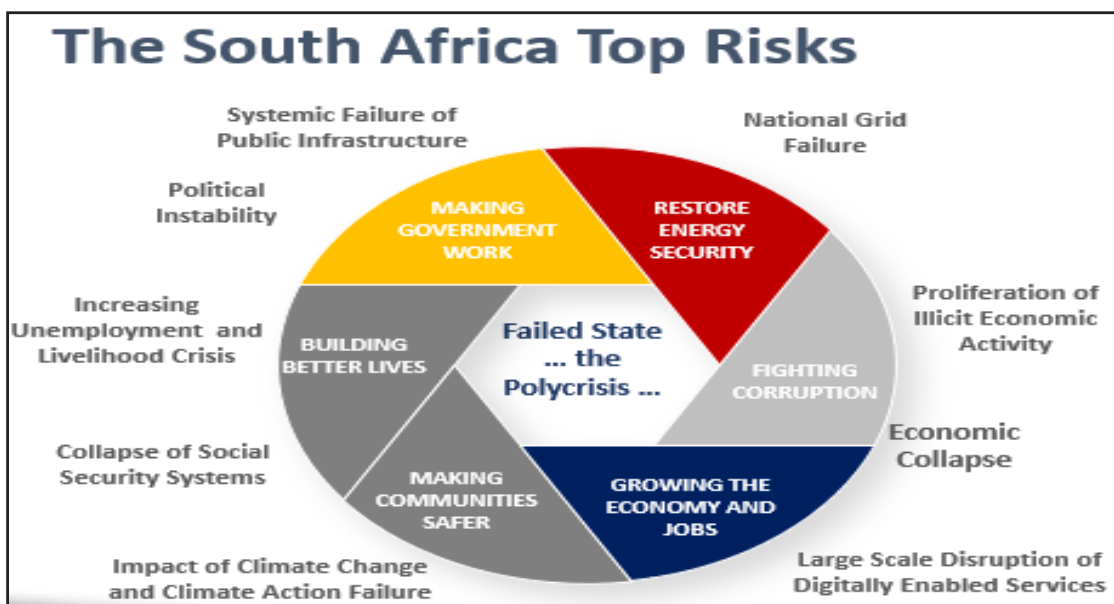 The South Africa Top Risks
Systemic Failure of
Public Infrastructure
National Grid
Failure
Political
Instability
MAKING
GOVERNMENT
WORK
RESTORE
ENERGY
SECURITY
Increasing
Unemployment and
Livelihood Crisis
BUILDING
BETTER LIVES
Failed State
... the
Polycrisis ...
Proliferation of
Illicit Economic
Activity
FIGHTING
CORRUPTION
Economic
Collapse
Collapse of Social
Security Systems
MAKING
COMMUNITIES
SAFER
GROWING THE
ECONOMY AND
JOBS
Impact of Climate Change
and Climate Action Failure
Large Scale Disruption of
Digitally Enabled Services